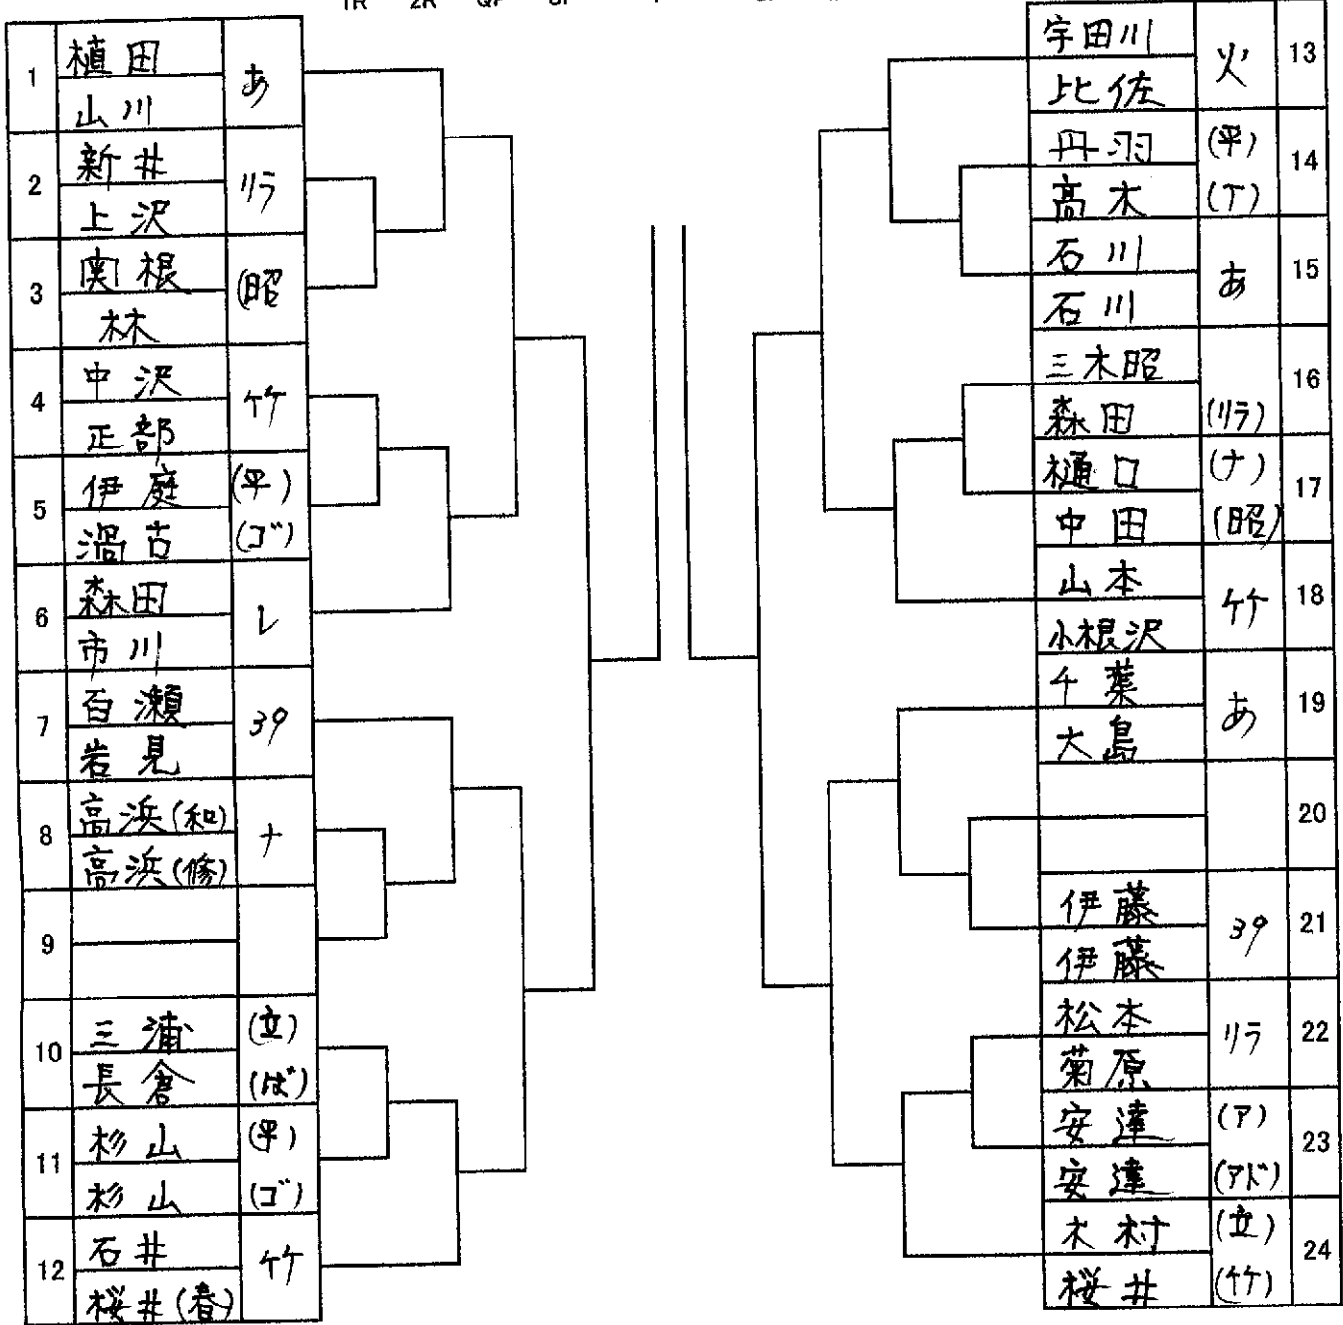 1R 2R QF SF F
1 植田 あ
山川
2 新井 リラ
上沢
3 関根 (昭
林
4 中沢 竹
正部
5 伊庭 (平)
渦古 (ゴ)
6 森田 レ
市川
7 百瀬 ヨタ
岩見
8 高浜(和) ナ
高浜(修)
9
10 三浦 (立)
長倉 (ば)
11 杉山 (平)
杉山 (ゴ)
12 石井 竹
桜井(春)
宇田川 火 13
比佐
丹羽 (平) 14
高木 (T)
石川 あ 15
石川
三木昭 16
森田 (リラ)
樋口 (ナ) 17
中田 (昭)
山本 竹 18
小根沢
千葉 あ 19
大島
20
伊藤 ヨタ 21
伊藤
松本 リラ 22
菊原
安達 (ア) 23
安達 (アド)
木村 (立) 24
桜井 (竹)